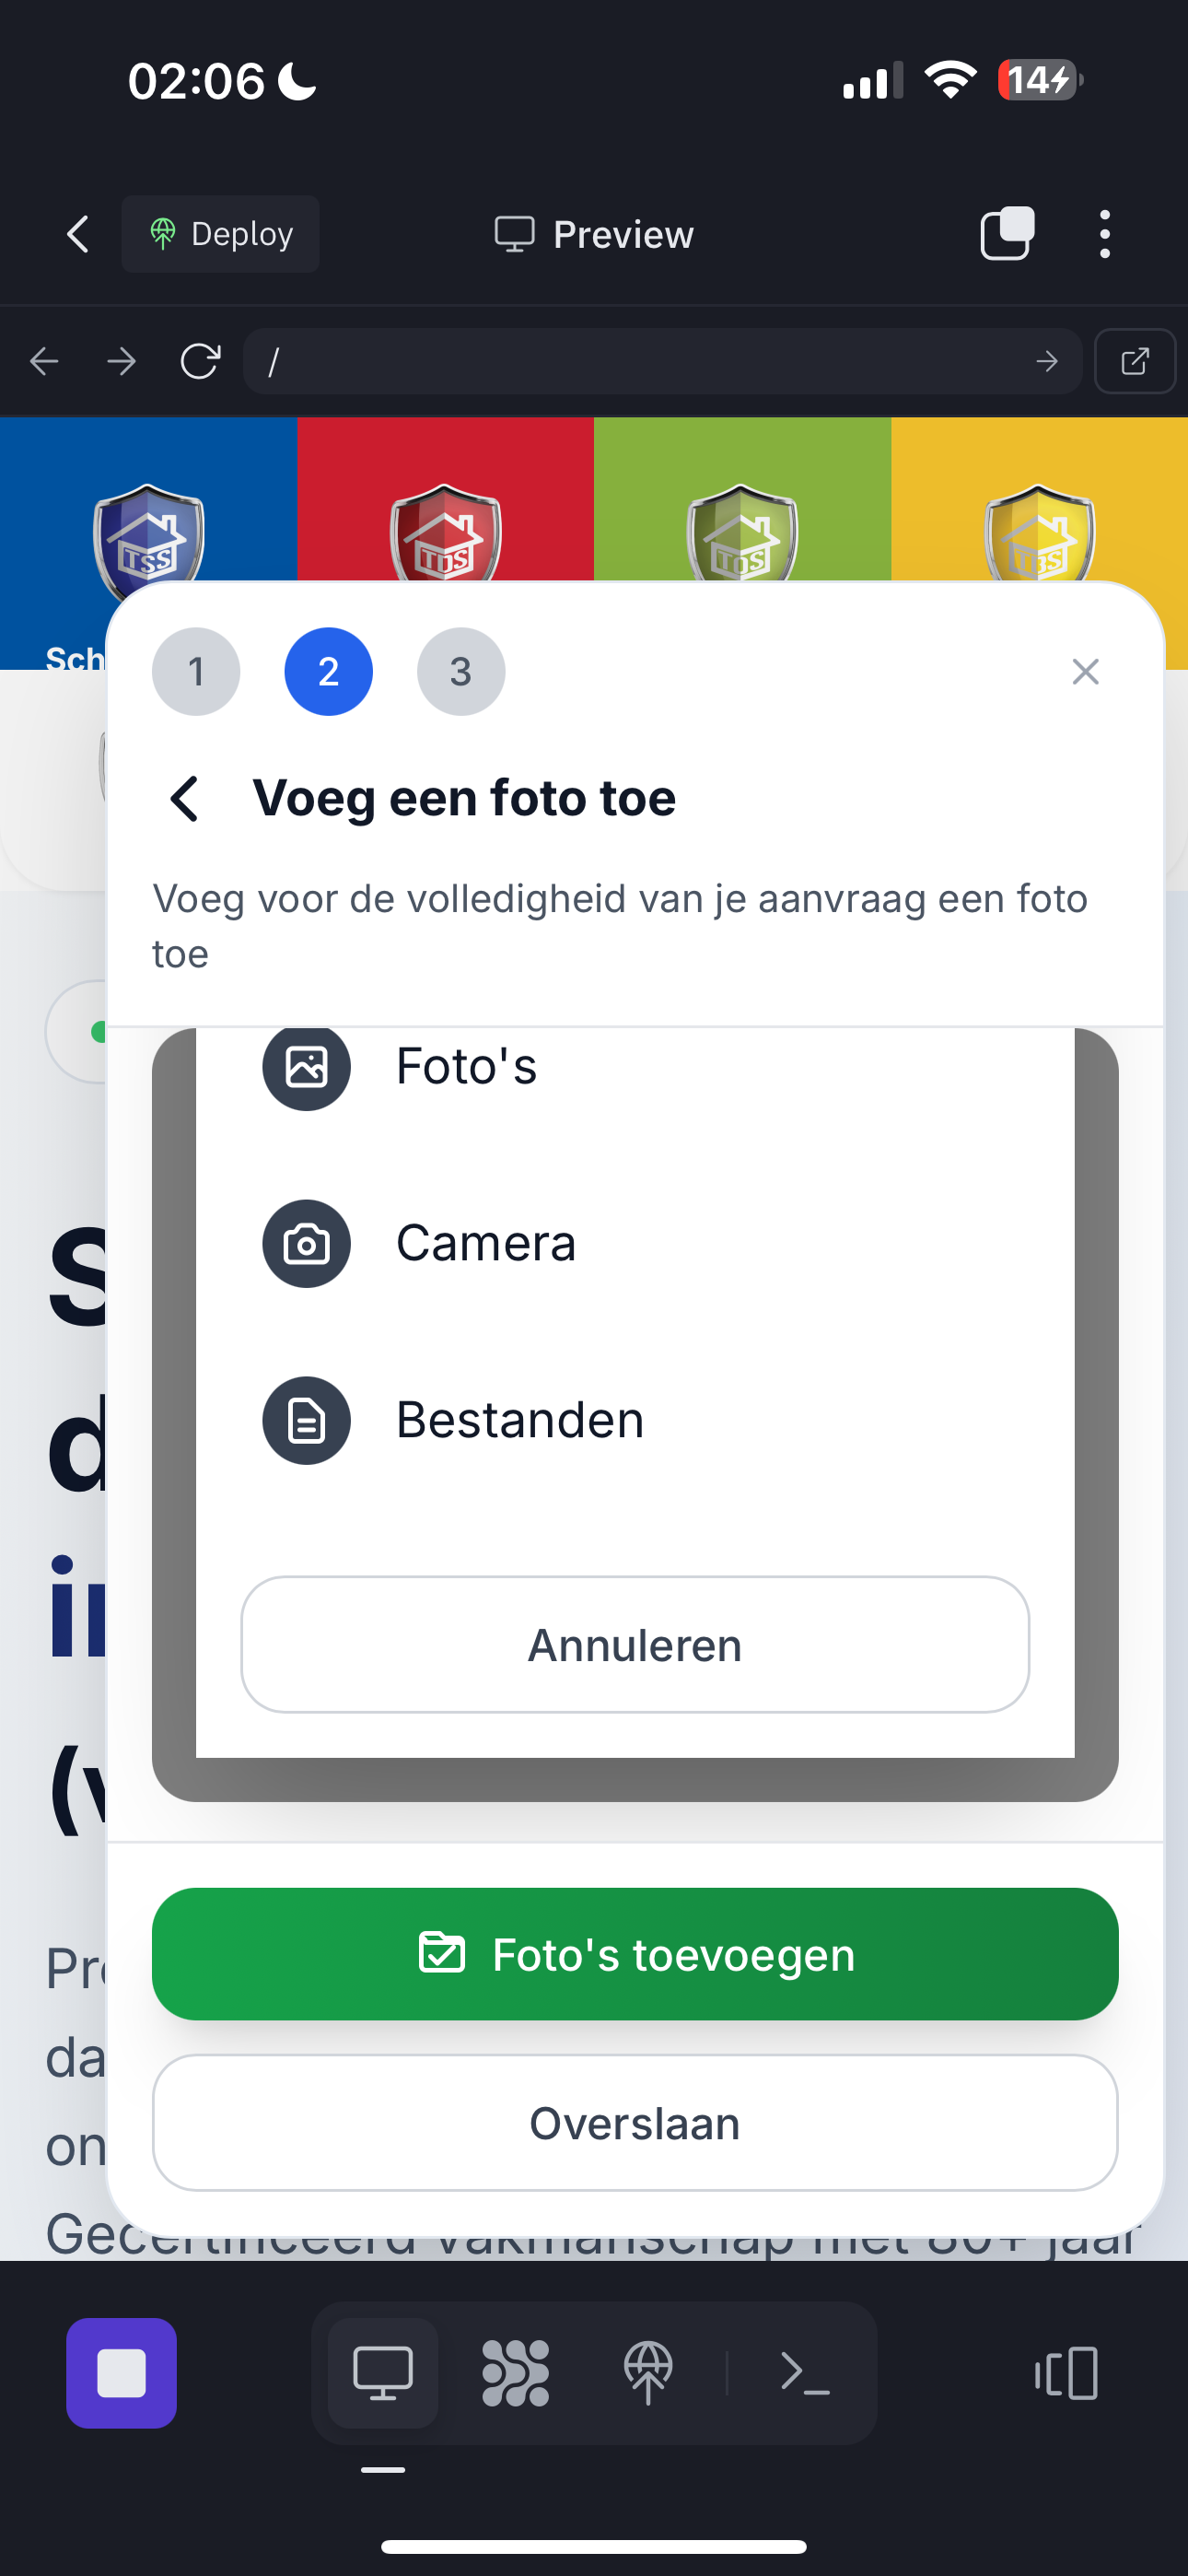 02:06
14
Deploy
Preview
/
TSS
TDS
TOS
TBS
Sch
1
2
3
Voeg een foto toe
Voeg voor de volledigheid van je aanvraag een foto
toe
Foto's
S
Camera
d
Bestanden
i
Annuleren
(v
Foto's toevoegen
Pr
da
Overslaan
on
Gecertificeerd vakmanschap met 80+ jaar